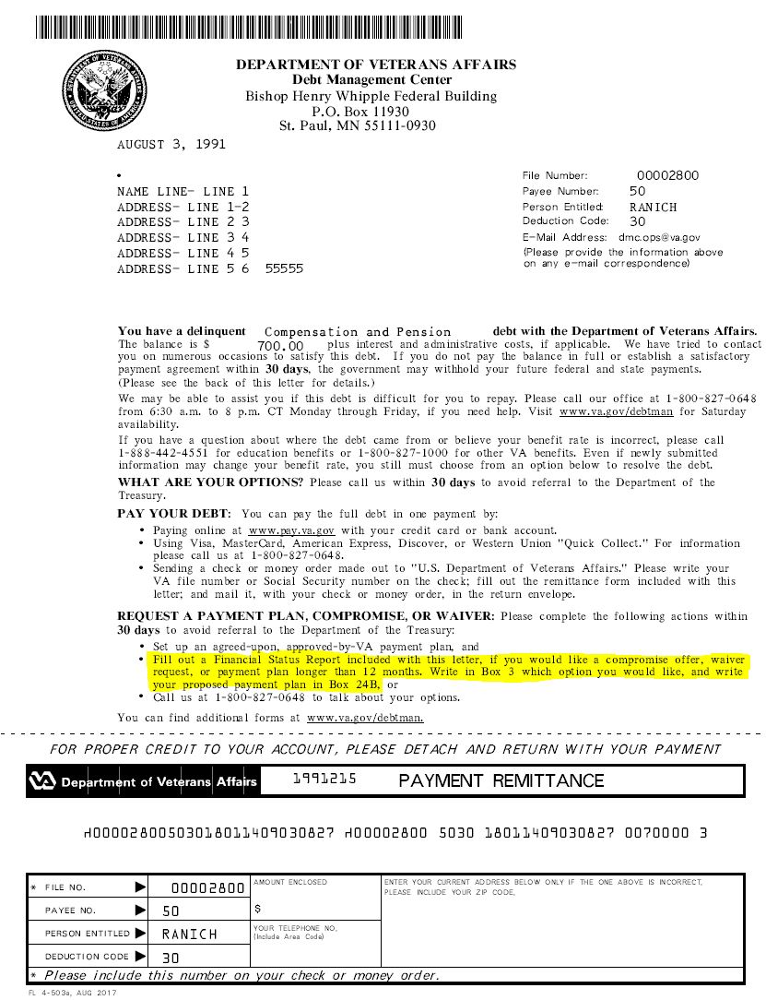 DEPARTMENT OF VETERANS AFFAIRS
Debt Management Center
Bishop Henry Whipple Federal Building
P.O. Box 11930
St. Paul, MN 55111-0930
AUGUST 3, 1991
•
NAME LINE- LINE 1
ADDRESS- LINE 1-2
ADDRESS- LINE 2 3
ADDRESS- LINE 3 4
ADDRESS- LINE 4 5
ADDRESS- LINE 5 6 55555
File Number: 00002800
Payee Number: 50
Person Entitled: RANICH
Deduction Code: 30
E-Mail Address: dmc.ops@va.gov
(Please provide the information above
on any e-mail correspondence)
You have a delinquent Compensation and Pension debt with the Department of Veterans Affairs.
The balance is $ 700.00 plus interest and administrative costs, if applicable. We have tried to contact
you on numerous occasions to satisfy this debt. If you do not pay the balance in full or establish a satisfactory
payment agreement within 30 days, the government may withhold your future federal and state payments.
(Please see the back of this letter for details.)
We may be able to assist you if this debt is difficult for you to repay. Please call our office at 1-800-827-0648
from 6:30 a.m. to 8 p.m. CT Monday through Friday, if you need help. Visit www.va.gov/debtman for Saturday
availability.
If you have a question about where the debt came from or believe your benefit rate is incorrect, please call
1-888-442-4551 for education benefits or 1-800-827-1000 for other VA benefits. Even if newly submitted
information may change your benefit rate, you still must choose from an option below to resolve the debt.
WHAT ARE YOUR OPTIONS? Please call us within 30 days to avoid referral to the Department of the
Treasury.
PAY YOUR DEBT: You can pay the full debt in one payment by:
• Paying online at www.pay.va.gov with your credit card or bank account.
• Using Visa, MasterCard, American Express, Discover, or Western Union "Quick Collect." For information
please call us at 1-800-827-0648.
• Sending a check or money order made out to "U.S. Department of Veterans Affairs." Please write your
VA file number or Social Security number on the check; fill out the remittance form included with this
letter; and mail it, with your check or money order, in the return envelope.
REQUEST A PAYMENT PLAN, COMPROMISE, OR WAIVER: Please complete the following actions within
30 days to avoid referral to the Department of the Treasury:
• Set up an agreed-upon, approved-by-VA payment plan, and
• Fill out a Financial Status Report included with this letter, if you would like a compromise offer, waiver
request, or payment plan longer than 12 months. Write in Box 3 which option you would like, and write
your proposed payment plan in Box 24B, or
• Call us at 1-800-827-0648 to talk about your options.
You can find additional forms at www.va.gov/debtman.
FOR PROPER CREDIT TO YOUR ACCOUNT, PLEASE DETACH AND RETURN WITH YOUR PAYMENT
VA Department of Veterans Affairs 1991215 PAYMENT REMITTANCE
H00002800503018011409030827 H00002800 5030 18011409030827 0070000 3
* FILE NO. 00002800
PAYEE NO. 50
PERSON ENTITLED RANICH
DEDUCTION CODE 30
AMOUNT ENCLOSED
$
YOUR TELEPHONE NO.
(Include Area Code)
ENTER YOUR CURRENT ADDRESS BELOW ONLY IF THE ONE ABOVE IS INCORRECT,
PLEASE INCLUDE YOUR ZIP CODE,
* Please include this number on your check or money order.
FL 4-503a, AUG 2017